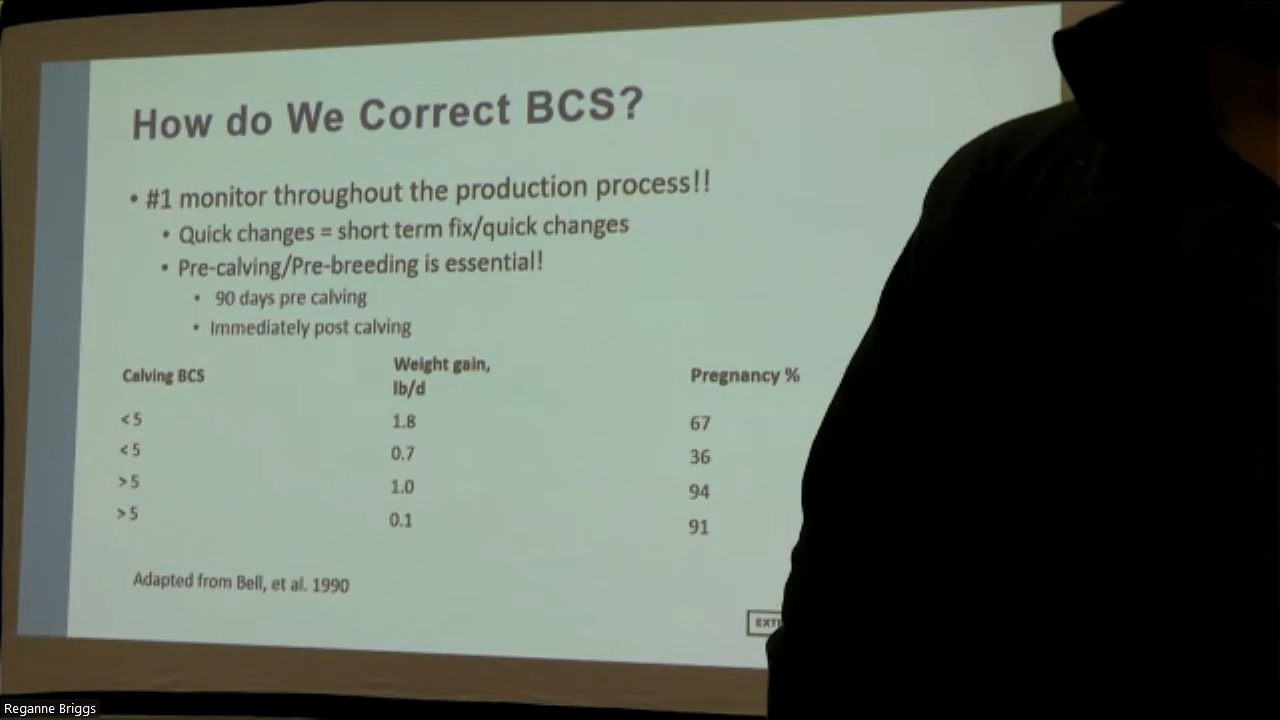 How do We Correct BCS?
• #1 monitor throughout the production process!!
• Quick changes = short term fix/quick changes
• Pre-calving/Pre-breeding is essential!
• 90 days pre calving
• Immediately post calving
Calving BCS Weight gain, lb/d Pregnancy %
< 5 1.8 67
< 5 0.7 36
> 5 1.0 94
> 5 0.1 91
Adapted from Bell, et al. 1990
Reganne Briggs